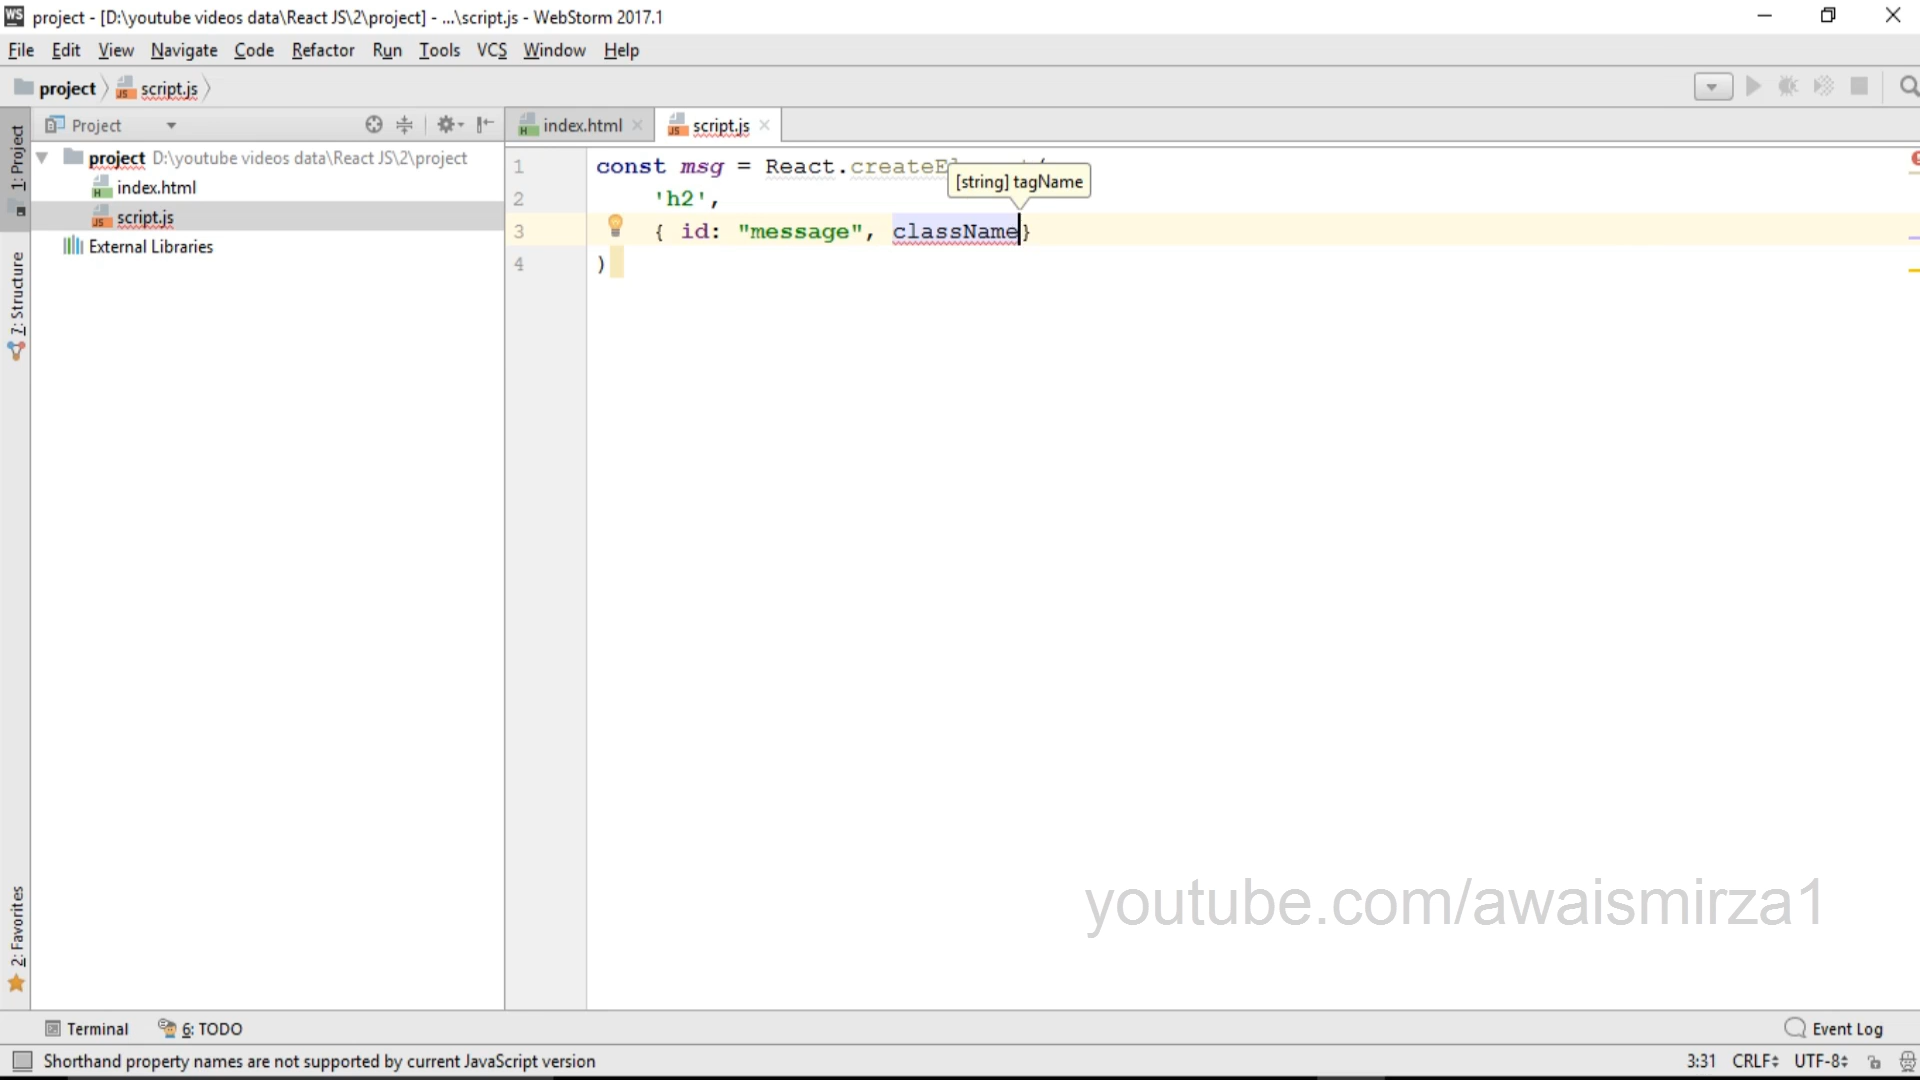 WS project - [D:\youtube videos data\React JS\2\project] - ...\script.js - WebStorm 2017.1
File Edit View Navigate Code Refactor Run Tools VCS Window Help
project script.js
1: Project
Project
index.html
script.js
project D:\youtube videos data\React JS\2\project
index.html
script.js
External Libraries
7: Structure
2: Favorites
1 const msg = React.createE
[string] tagName
2 'h2',
3 { id: "message", className}
4 )
youtube.com/awaismirza1
Terminal 6: TODO Event Log
Shorthand property names are not supported by current JavaScript version 3:31 CRLF UTF-8